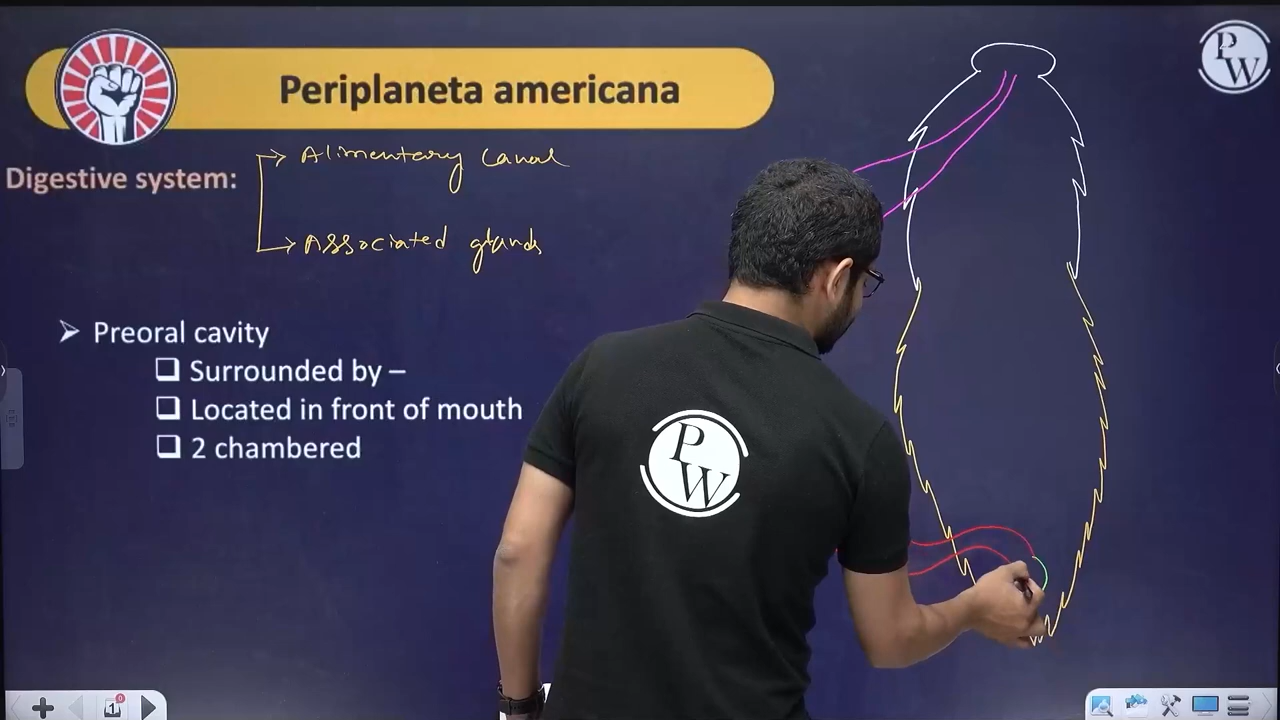 Periplaneta americana
PW
Alimentary canal
Digestive system:
Associated glands
➤ Preoral cavity
❑ Surrounded by –
❑ Located in front of mouth
❑ 2 chambered
PW
1